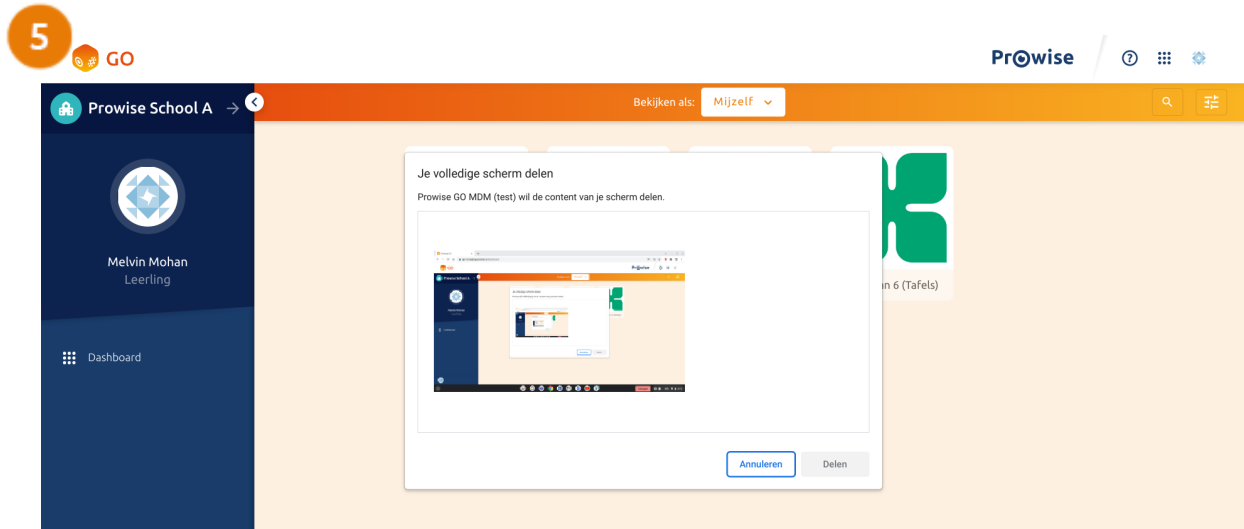 5
GO
Prowise
Prowise School A
Bekijken als:
Mijzelf
Melvin Mohan
Leerling
Dashboard
Je volledige scherm delen
Prowise GO MDM (test) wil de content van je scherm delen.
6 (Tafels)
Annuleren
Delen